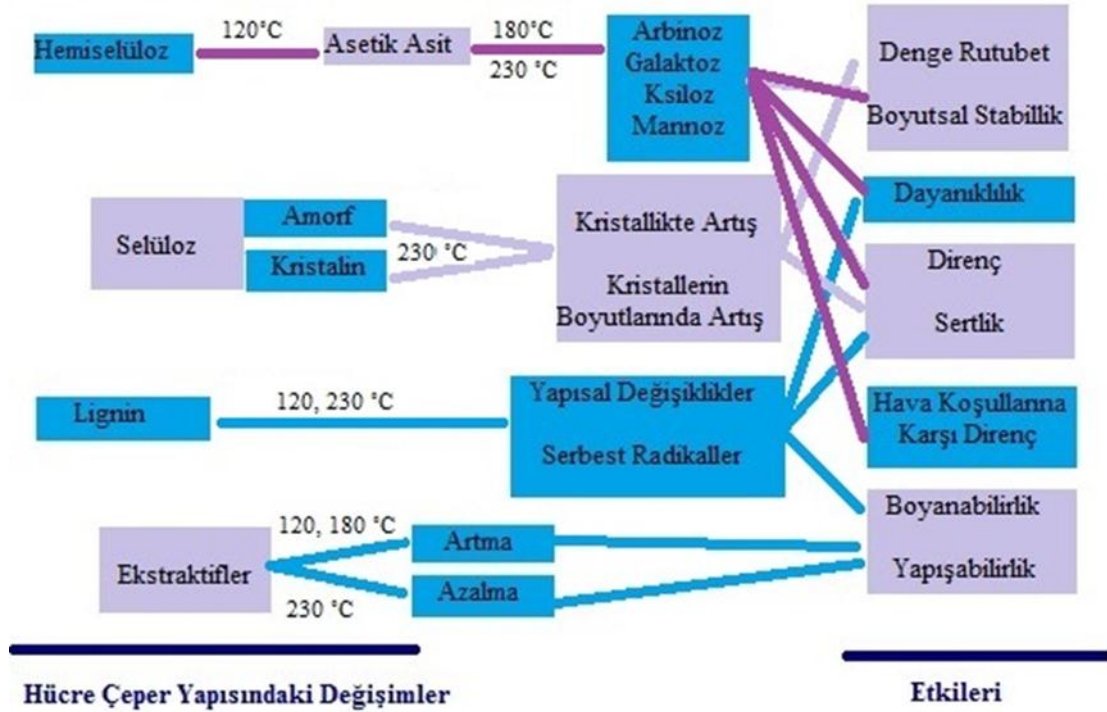 Hemiselüloz
120°C
Asetik Asit
180°C
230 °C
Arbinoz
Galaktoz
Ksiloz
Mannoz
Denge Rutubet
Boyutsal Stabillik
Dayanıklılık
Selüloz
Amorf
Kristalin
230 °C
Kristallikte Artış
Kristallerin
Boyutlarında Artış
Direnç
Sertlik
Lignin
120, 230 °C
Yapısal Değişiklikler
Serbest Radikaller
Hava Koşullarına
Karşı Direnç
Ekstraktifler
120, 180 °C
230 °C
Artma
Azalma
Boyanabilirlik
Yapışabilirlik
Hücre Çeper Yapısındaki Değişimler
Etkileri